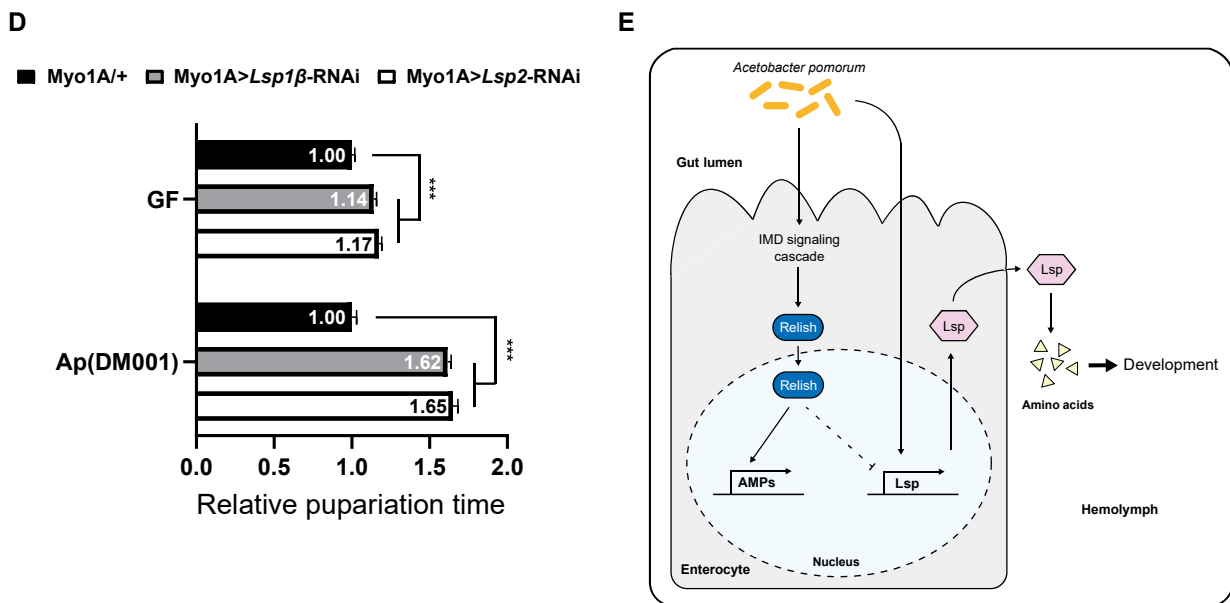 D
Myo1A/+ Myo1A>Lsp1β-RNAi Myo1A>Lsp2-RNAi
GF
1.00
1.14
1.17
***
Ap(DM001)
1.00
1.62
1.65
***
0.0 0.5 1.0 1.5 2.0
Relative pupariation time
E
Acetobacter pomorum
Gut lumen
IMD signaling
cascade
Relish
Relish
AMPs
Lsp
Lsp
Lsp
Amino acids
Development
Hemolymph
Nucleus
Enterocyte